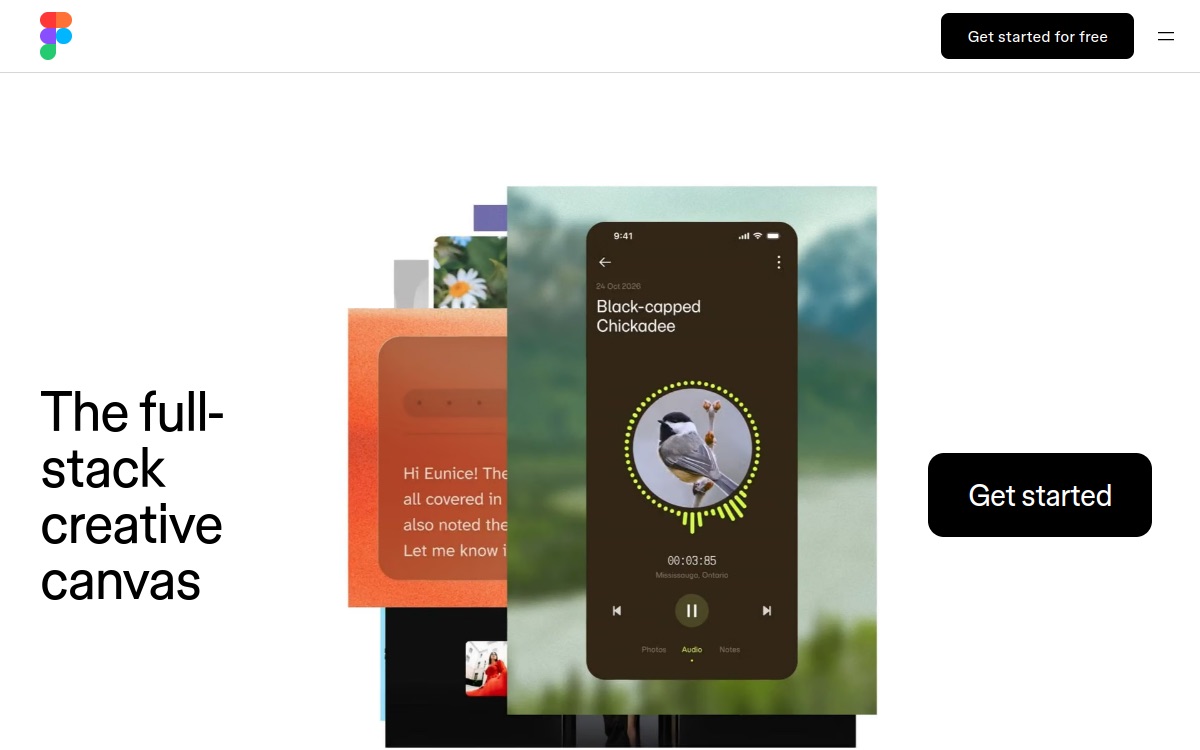 Get started for free
The full-
stack
creative
canvas
Hi Eunice! The
all covered in
also noted the
Let me know i
9:41
24 Oct 2026
Black-capped
Chickadee
00:03:85
Mississauga, Ontario
Photos Audio Notes
Get started